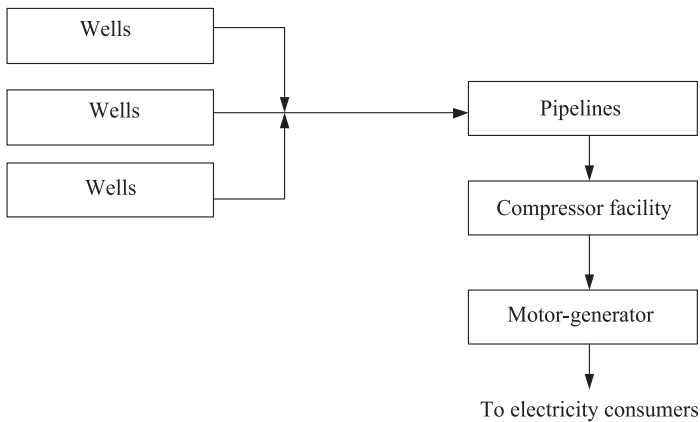 Wells
Wells
Wells
Pipelines
Compressor facility
Motor-generator
To electricity consumers